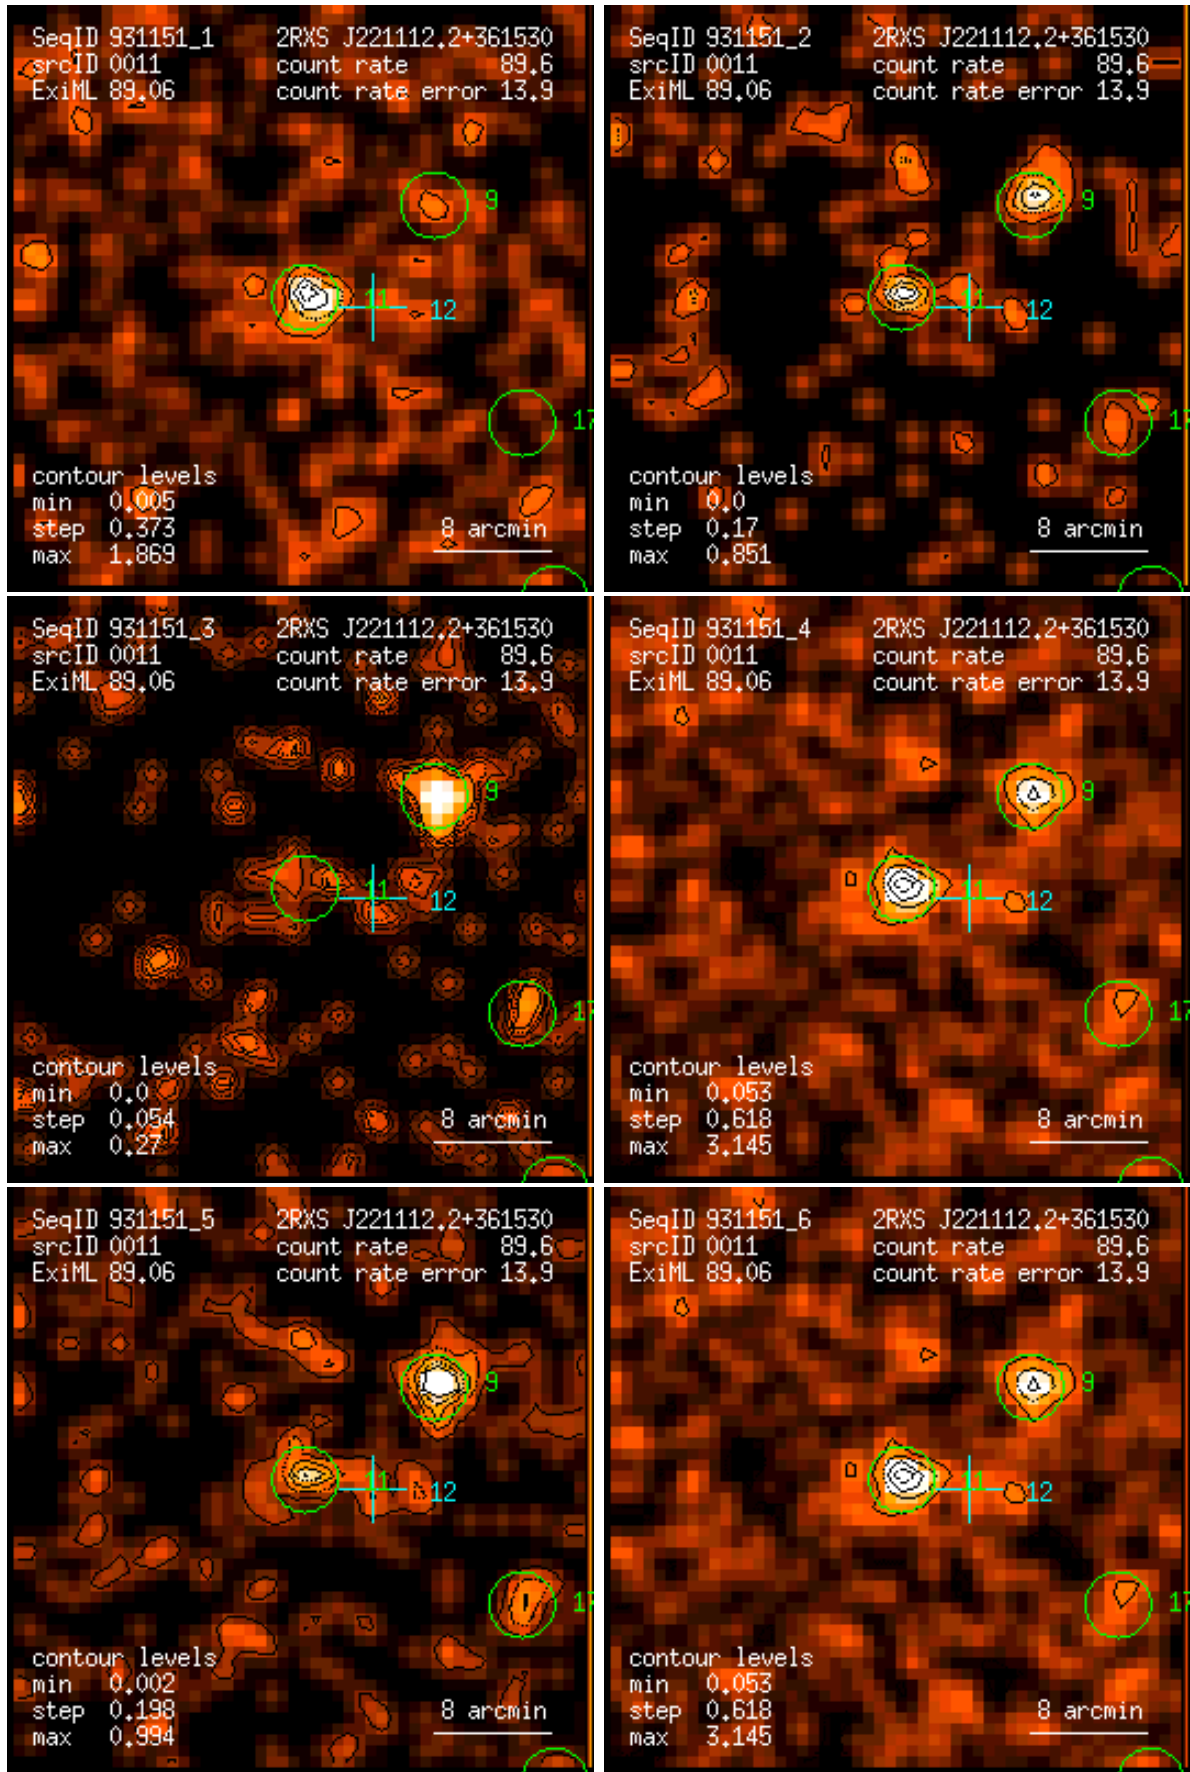 SeqID 931151_1 2RXS J221112.2+361530
srcID 0011 count rate 89.6
ExiML 89.06 count rate error 13.9
9
11
12
17
contour levels
min 0.005
step 0.373 8 arcmin
max 1.869
SeqID 931151_2 2RXS J221112.2+361530
srcID 0011 count rate 89.6
ExiML 89.06 count rate error 13.9
9
11
12
17
contour levels
min 0.0
step 0.17 8 arcmin
max 0.851
SeqID 931151_3 2RXS J221112.2+361530
srcID 0011 count rate 89.6
ExiML 89.06 count rate error 13.9
9
11
12
17
contour levels
min 0.0
step 0.054 8 arcmin
max 0.27
SeqID 931151_4 2RXS J221112.2+361530
srcID 0011 count rate 89.6
ExiML 89.06 count rate error 13.9
9
11
12
17
contour levels
min 0.053
step 0.618 8 arcmin
max 3.145
SeqID 931151_5 2RXS J221112.2+361530
srcID 0011 count rate 89.6
ExiML 89.06 count rate error 13.9
9
11
12
17
contour levels
min 0.002
step 0.198 8 arcmin
max 0.994
SeqID 931151_6 2RXS J221112.2+361530
srcID 0011 count rate 89.6
ExiML 89.06 count rate error 13.9
9
11
12
17
contour levels
min 0.053
step 0.618 8 arcmin
max 3.145